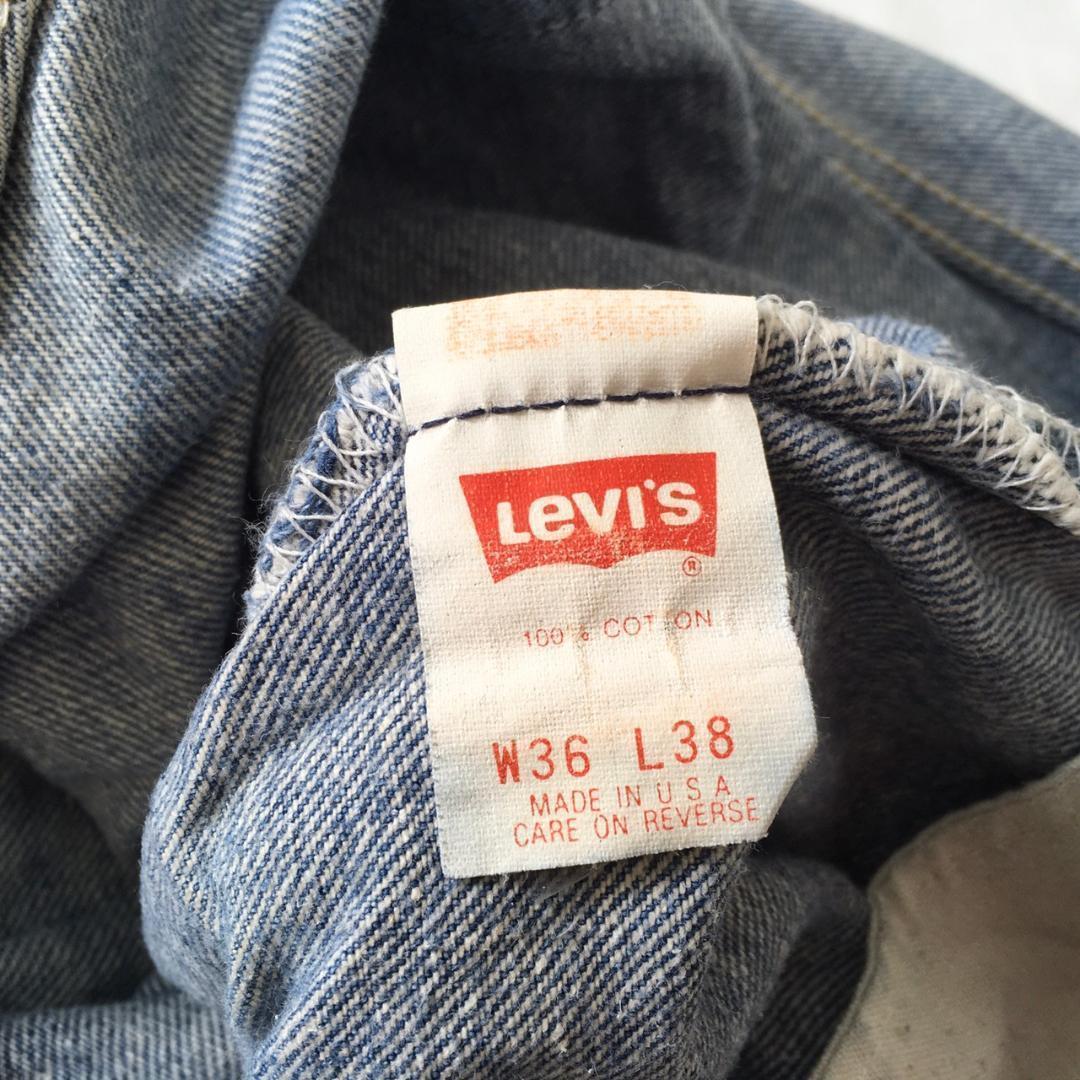 Levi's
®
100% COTTON
W36 L38
MADE IN U S A
CARE ON REVERSE